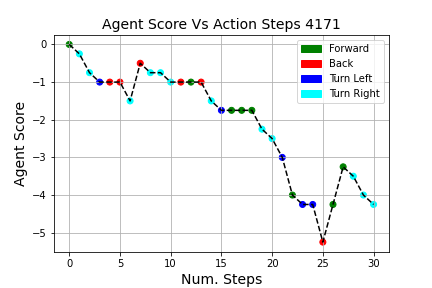 Agent Score Vs Action Steps 4171
Forward
Back
Turn Left
Turn Right
Agent Score
0
−1
−2
−3
−4
−5
0 5 10 15 20 25 30
Num. Steps